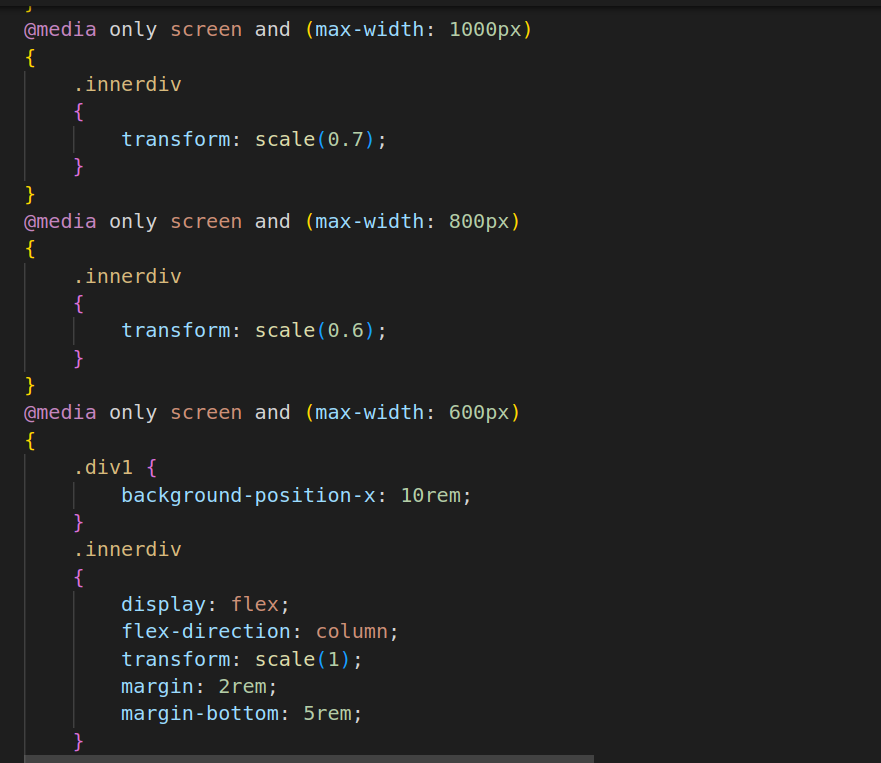 }
@media only screen and (max-width: 1000px)
{
    .innerdiv
    {
        transform: scale(0.7);
    }
}
@media only screen and (max-width: 800px)
{
    .innerdiv
    {
        transform: scale(0.6);
    }
}
@media only screen and (max-width: 600px)
{
    .div1 {
        background-position-x: 10rem;
    }
    .innerdiv
    {
        display: flex;
        flex-direction: column;
        transform: scale(1);
        margin: 2rem;
        margin-bottom: 5rem;
    }